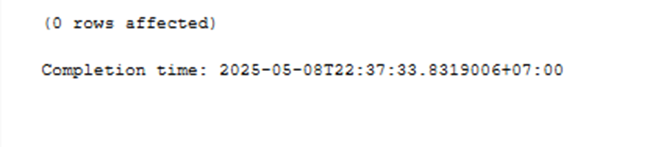 (0 rows affected)
Completion time: 2025-05-08T22:37:33.8319006+07:00